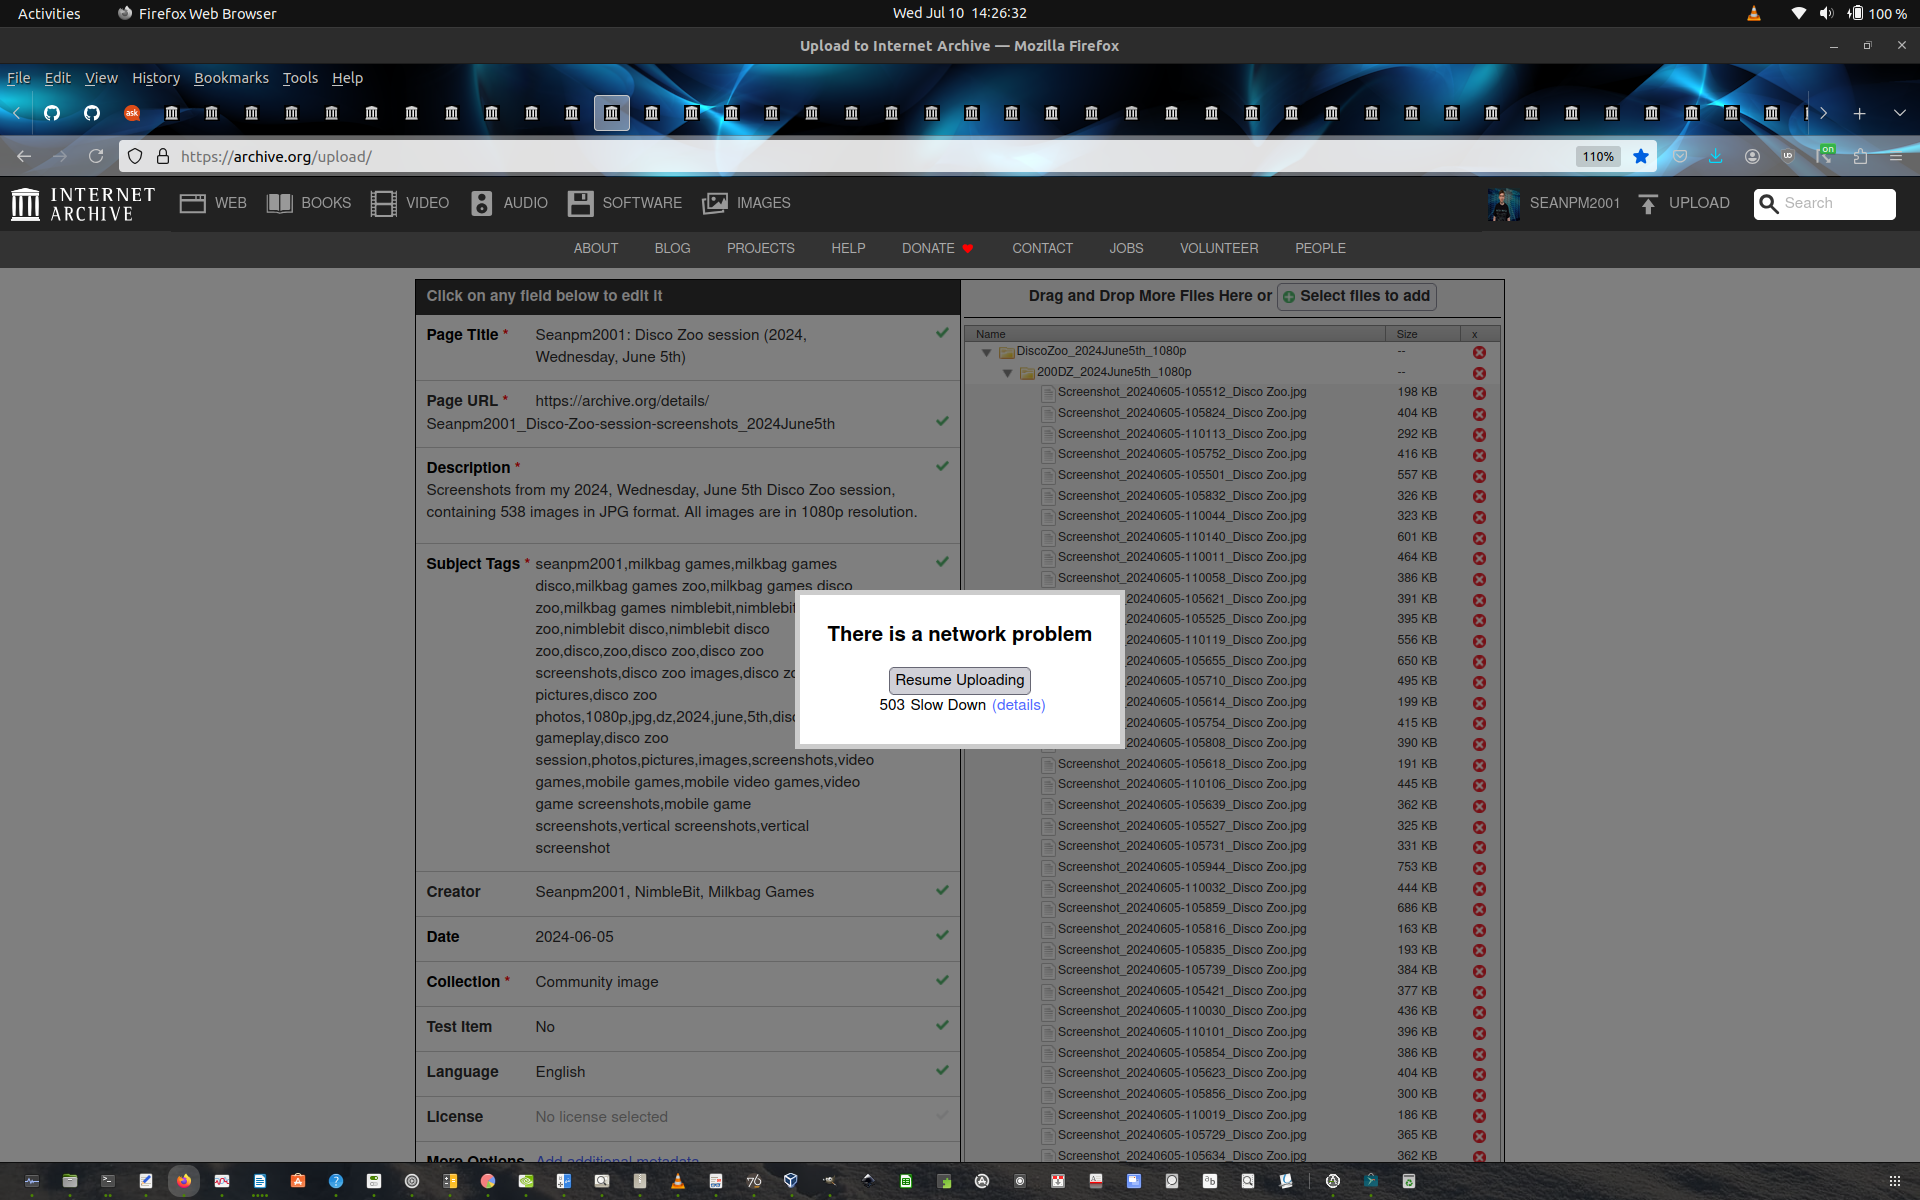 Activities
Firefox Web Browser
Wed Jul 10 14:26:32
100 %
Upload to Internet Archive — Mozilla Firefox
File Edit View History Bookmarks Tools Help
ask
https://archive.org/upload/
110%
on
INTERNET ARCHIVE
WEB
BOOKS
VIDEO
AUDIO
SOFTWARE
IMAGES
SEANPM2001
UPLOAD
Search
ABOUT BLOG PROJECTS HELP DONATE CONTACT JOBS VOLUNTEER PEOPLE
Click on any field below to edit it
Page Title * Seanpm2001: Disco Zoo session (2024,
Wednesday, June 5th)
Page URL * https://archive.org/details/
Seanpm2001_Disco-Zoo-session-screenshots_2024June5th
Description *
Screenshots from my 2024, Wednesday, June 5th Disco Zoo session,
containing 538 images in JPG format. All images are in 1080p resolution.
Subject Tags * seanpm2001,milkbag games,milkbag games
disco,milkbag games zoo,milkbag games disco
zoo,milkbag games nimblebit,nimblebit
zoo,nimblebit disco,nimblebit disco
zoo,disco,zoo,disco zoo,disco zoo
screenshots,disco zoo images,disco
pictures,disco zoo
photos,1080p,jpg,dz,2024,june,5th,
gameplay,disco zoo
session,photos,pictures,images,screenshots,video
games,mobile games,mobile video games,video
game screenshots,mobile game
screenshots,vertical screenshots,vertical
screenshot
Creator Seanpm2001, NimbleBit, Milkbag Games
Date 2024-06-05
Collection * Community image
Test Item No
Language English
License No license selected
More Options Add additional metadata
Drag and Drop More Files Here or Select files to add
Name Size x
DiscoZoo_2024June5th_1080p --
200DZ_2024June5th_1080p --
Screenshot_20240605-105512_Disco Zoo.jpg 198 KB
Screenshot_20240605-105824_Disco Zoo.jpg 404 KB
Screenshot_20240605-110113_Disco Zoo.jpg 292 KB
Screenshot_20240605-105752_Disco Zoo.jpg 416 KB
Screenshot_20240605-105501_Disco Zoo.jpg 557 KB
Screenshot_20240605-105832_Disco Zoo.jpg 326 KB
Screenshot_20240605-110044_Disco Zoo.jpg 323 KB
Screenshot_20240605-110140_Disco Zoo.jpg 601 KB
Screenshot_20240605-110011_Disco Zoo.jpg 464 KB
Screenshot_20240605-110058_Disco Zoo.jpg 386 KB
_20240605-105621_Disco Zoo.jpg 391 KB
_20240605-105525_Disco Zoo.jpg 395 KB
_20240605-110119_Disco Zoo.jpg 556 KB
_20240605-105655_Disco Zoo.jpg 650 KB
_20240605-105710_Disco Zoo.jpg 495 KB
_20240605-105614_Disco Zoo.jpg 199 KB
_20240605-105754_Disco Zoo.jpg 415 KB
_20240605-105808_Disco Zoo.jpg 390 KB
Screenshot_20240605-105618_Disco Zoo.jpg 191 KB
Screenshot_20240605-110106_Disco Zoo.jpg 445 KB
Screenshot_20240605-105639_Disco Zoo.jpg 362 KB
Screenshot_20240605-105527_Disco Zoo.jpg 325 KB
Screenshot_20240605-105731_Disco Zoo.jpg 331 KB
Screenshot_20240605-105944_Disco Zoo.jpg 753 KB
Screenshot_20240605-110032_Disco Zoo.jpg 444 KB
Screenshot_20240605-105859_Disco Zoo.jpg 686 KB
Screenshot_20240605-105816_Disco Zoo.jpg 163 KB
Screenshot_20240605-105835_Disco Zoo.jpg 193 KB
Screenshot_20240605-105739_Disco Zoo.jpg 384 KB
Screenshot_20240605-105421_Disco Zoo.jpg 377 KB
Screenshot_20240605-110030_Disco Zoo.jpg 436 KB
Screenshot_20240605-110101_Disco Zoo.jpg 396 KB
Screenshot_20240605-105854_Disco Zoo.jpg 386 KB
Screenshot_20240605-105623_Disco Zoo.jpg 404 KB
Screenshot_20240605-105856_Disco Zoo.jpg 300 KB
Screenshot_20240605-110019_Disco Zoo.jpg 186 KB
Screenshot_20240605-105729_Disco Zoo.jpg 365 KB
Screenshot_20240605-105634_Disco Zoo.jpg 362 KB
There is a network problem
Resume Uploading
503 Slow Down (details)